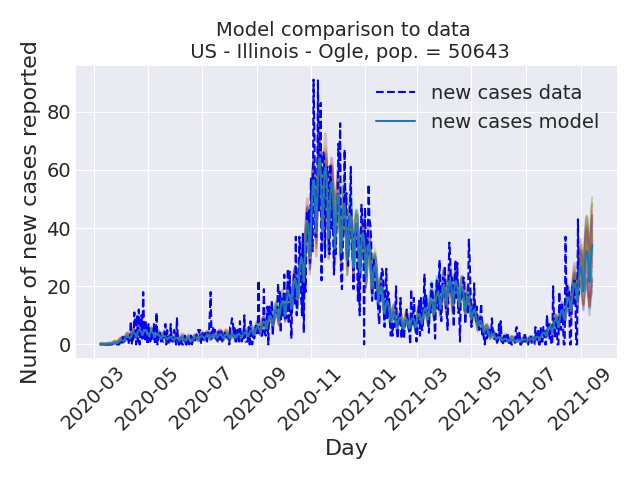 Model comparison to data
US - Illinois - Ogle, pop. = 50643
Number of new cases reported
80
60
40
20
0
new cases data
new cases model
2020-03
2020-05
2020-07
2020-09
2020-11
2021-01
2021-03
2021-05
2021-07
2021-09
Day